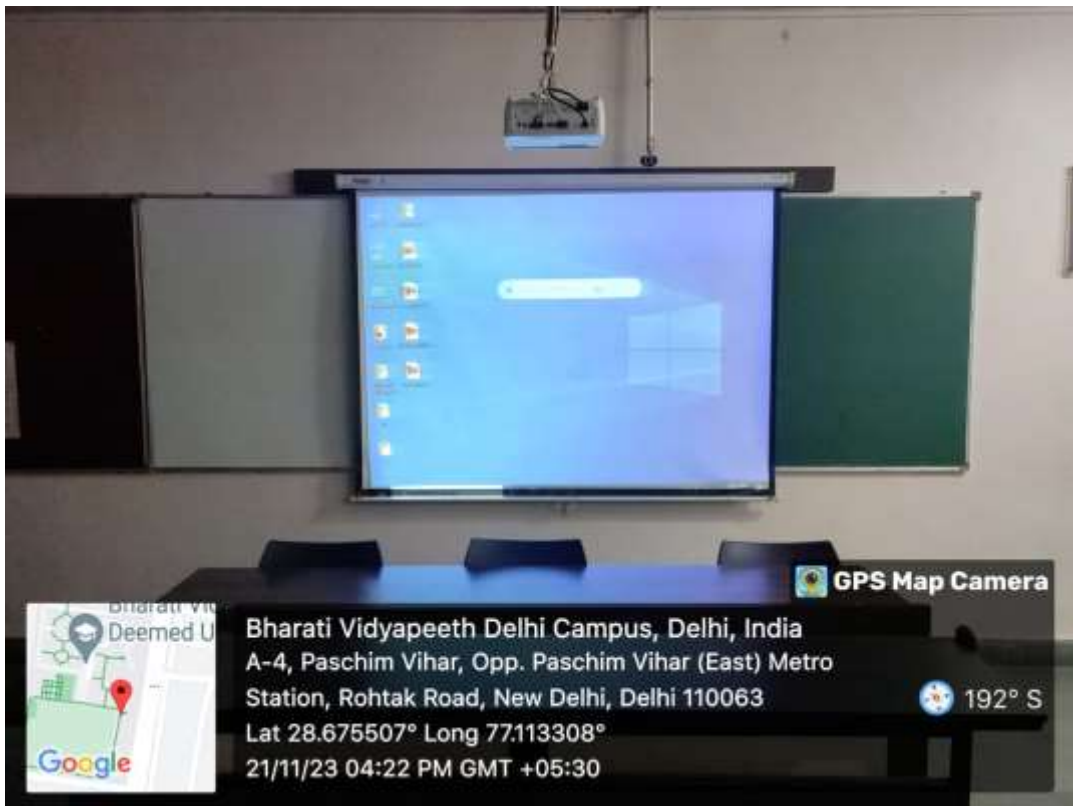 GPS Map Camera
Deemed U
Bharati Vidyapeeth Delhi Campus, Delhi, India
A-4, Paschim Vihar, Opp. Paschim Vihar (East) Metro
Station, Rohtak Road, New Delhi, Delhi 110063
192° S
Lat 28.675507° Long 77.113308°
21/11/23 04:22 PM GMT +05:30
Google